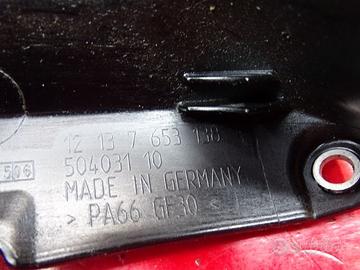 12 13 7 653 138
504031 10
506
MADE IN GERMANY
> PA66 GF30 <